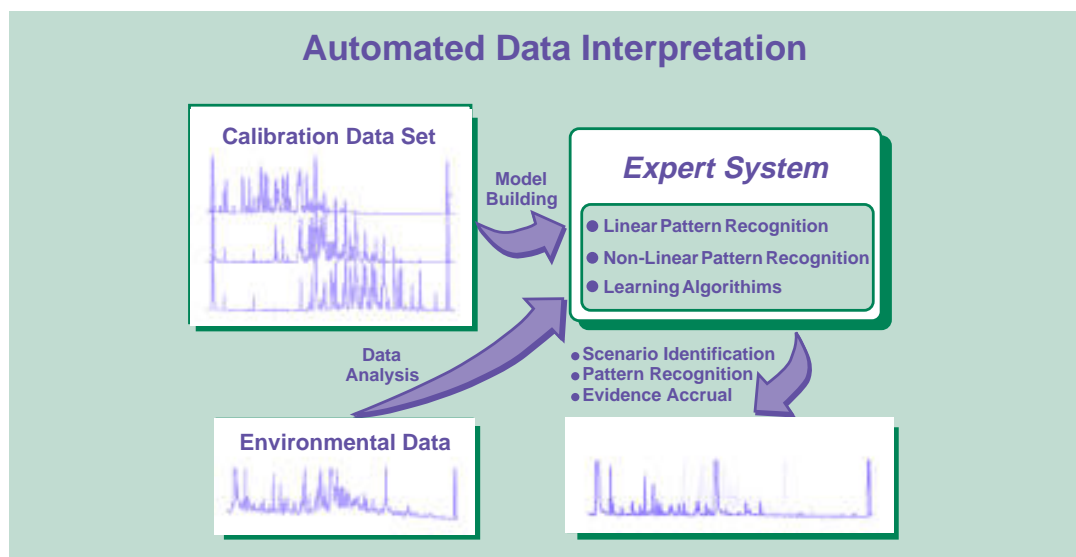 Automated Data Interpretation
Calibration Data Set
Model
Building
Expert System
● Linear Pattern Recognition
● Non-Linear Pattern Recognition
● Learning Algorithims
Data
Analysis
● Scenario Identification
● Pattern Recognition
● Evidence Accrual
Environmental Data